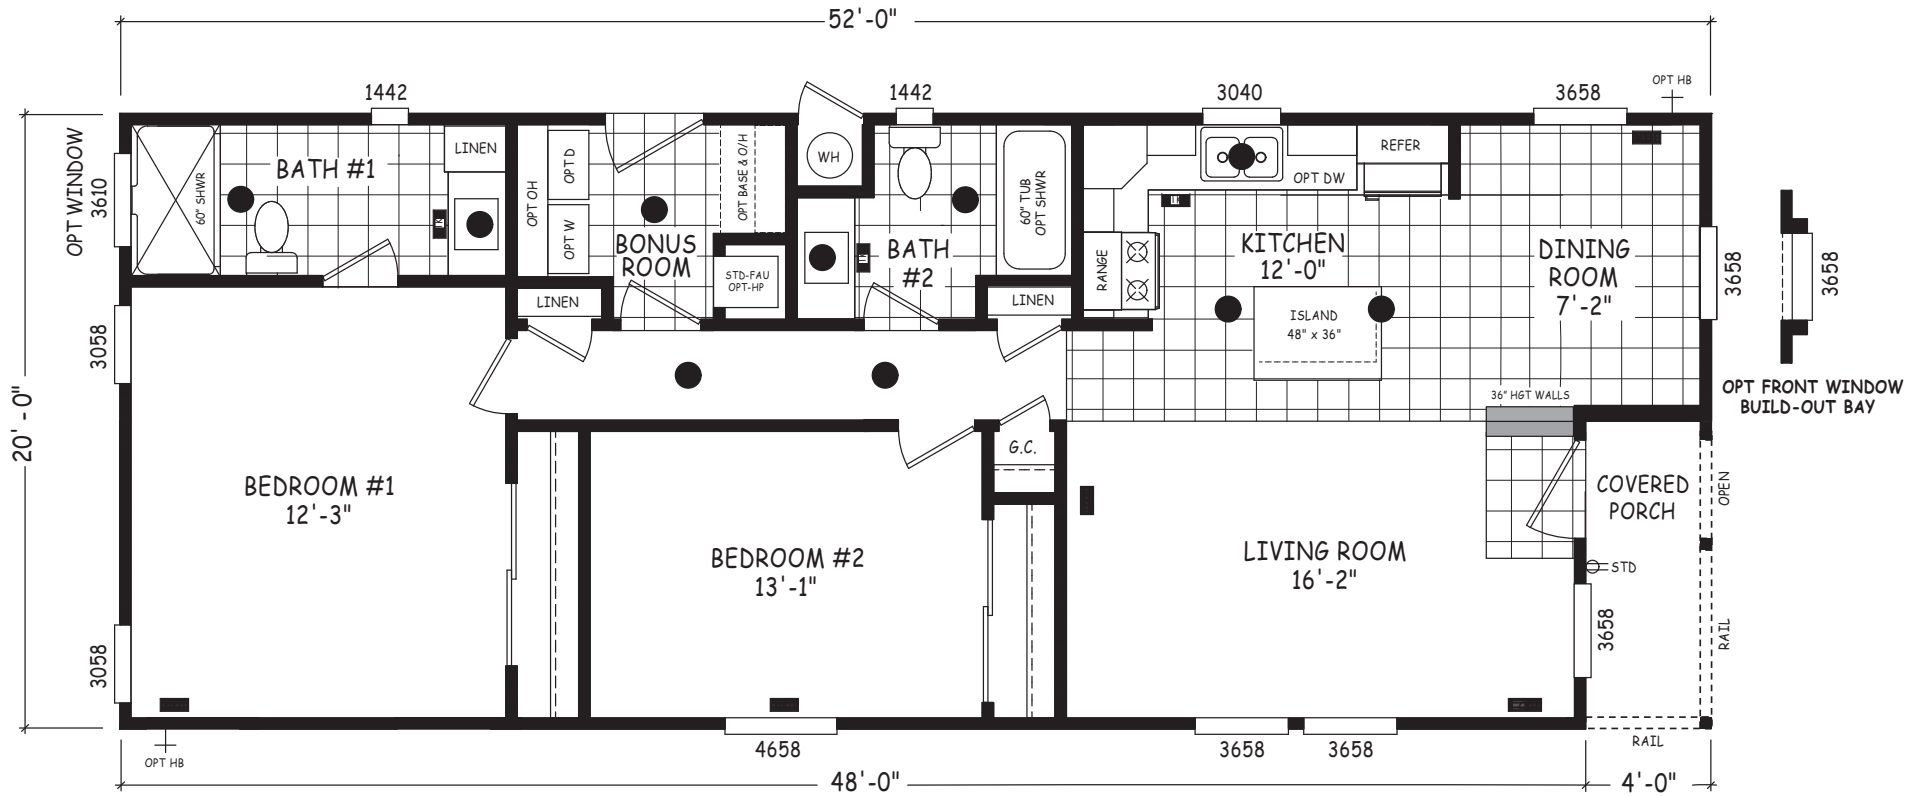 52'-0"
OPT HB
1442
1442
3040
3658
OPT WINDOW
3610
60" SHWR
BATH #1
LINEN
OPT OH
OPT D
OPT W
BONUS
ROOM
OPT BASE & O/H
STD-FAU
OPT-HP
WH
BATH
#2
60" TUB
OPT SHWR
REFER
OPT DW
RANGE
KITCHEN
12'-0"
DINING
ROOM
7'-2"
3658
3658
LINEN
LINEN
ISLAND
48" x 36"
3058
20'-0"
36" HGT WALLS
OPT FRONT WINDOW
BUILD-OUT BAY
G.C.
BEDROOM #1
12'-3"
BEDROOM #2
13'-1"
LIVING ROOM
16'-2"
COVERED
PORCH
OPEN
STD
3658
RAIL
3058
OPT HB
4658
3658
3658
RAIL
48'-0"
4'-0"